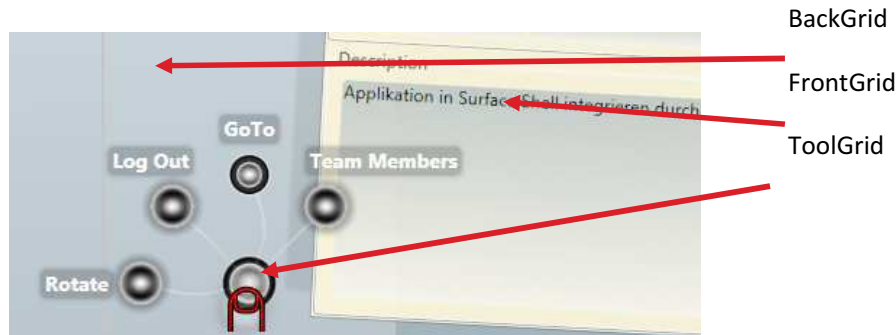 BackGrid
Description
FrontGrid
Applikation in Surface Shell integrieren durch
GoTo
ToolGrid
Log Out
Team Members
Rotate